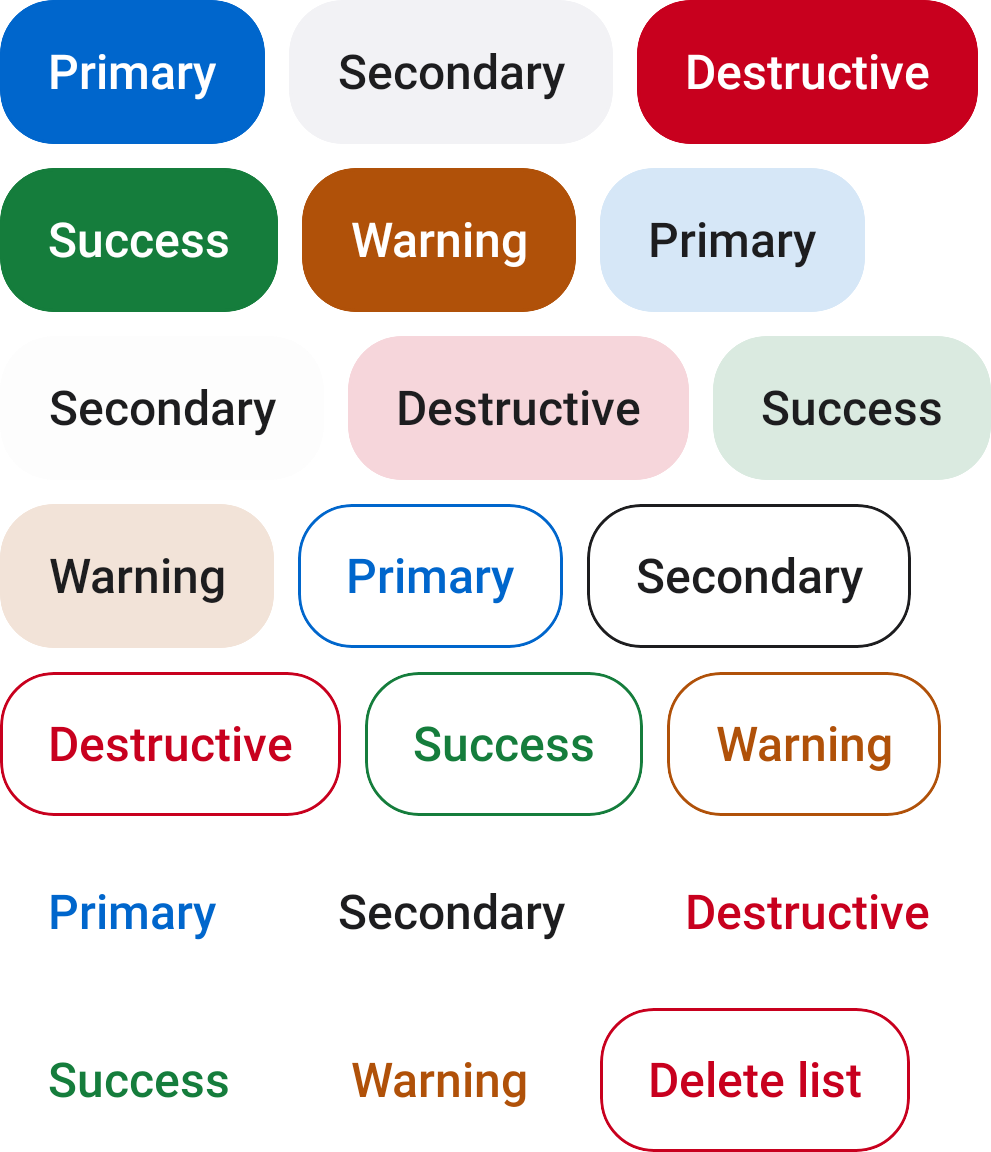 Primary Secondary Destructive
Success Warning Primary
Secondary Destructive Success
Warning Primary Secondary
Destructive Success Warning
Primary Secondary Destructive
Success Warning Delete list